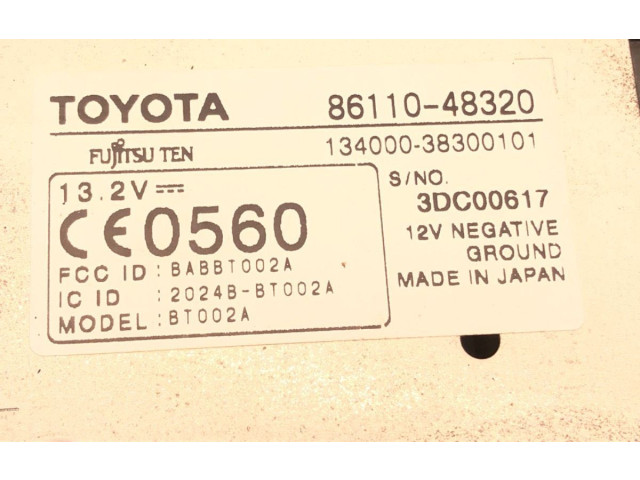 TOYOTA 86110-48320
FUJITSU TEN 134000-38300101
13.2V⎓ S/NO.
3DC00617
CE0560 12V NEGATIVE
GROUND
FCC ID : BABBT002A MADE IN JAPAN
IC ID : 2024B-BT002A
MODEL : BT002A